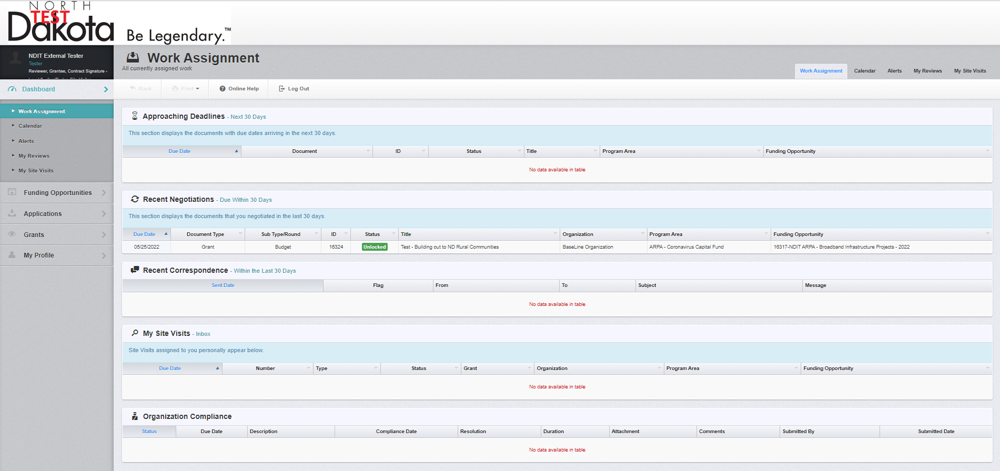 NORTH
TEST
Dakota
Be Legendary.™
NDIT External Tester
Tester
Reviewer, Grantee, Contract Signature -
Work Assignment
All currently assigned work
Work Assignment Calendar Alerts My Reviews My Site Visits
Dashboard
Back Print Online Help Log Out
Work Assignment
Calendar
Alerts
My Reviews
My Site Visits
Funding Opportunities
Applications
Grants
My Profile
Approaching Deadlines - Next 30 Days
This section displays the documents with due dates arriving in the next 30 days.
Due Date Document ID Status Title Program Area Funding Opportunity
No data available in table
Recent Negotiations - Due Within 30 Days
This section displays the documents that you negotiated in the last 30 days.
Due Date Document Type Sub Type/Round ID Status Title Organization Program Area Funding Opportunity
05/25/2022 Grant Budget 16324 Unlocked Test - Building out to ND Rural Communities BaseLine Organization ARPA - Coronavirus Capital Fund 16317-NDIT ARPA - Broadband Infrastructure Projects - 2022
Recent Correspondence - Within the Last 30 Days
Sent Date Flag From To Subject Message
No data available in table
My Site Visits - Inbox
Site Visits assigned to you personally appear below.
Due Date Number Type Status Grant Organization Program Area Funding Opportunity
No data available in table
Organization Compliance
Status Due Date Description Compliance Date Resolution Duration Attachment Comments Submitted By Submitted Date
No data available in table